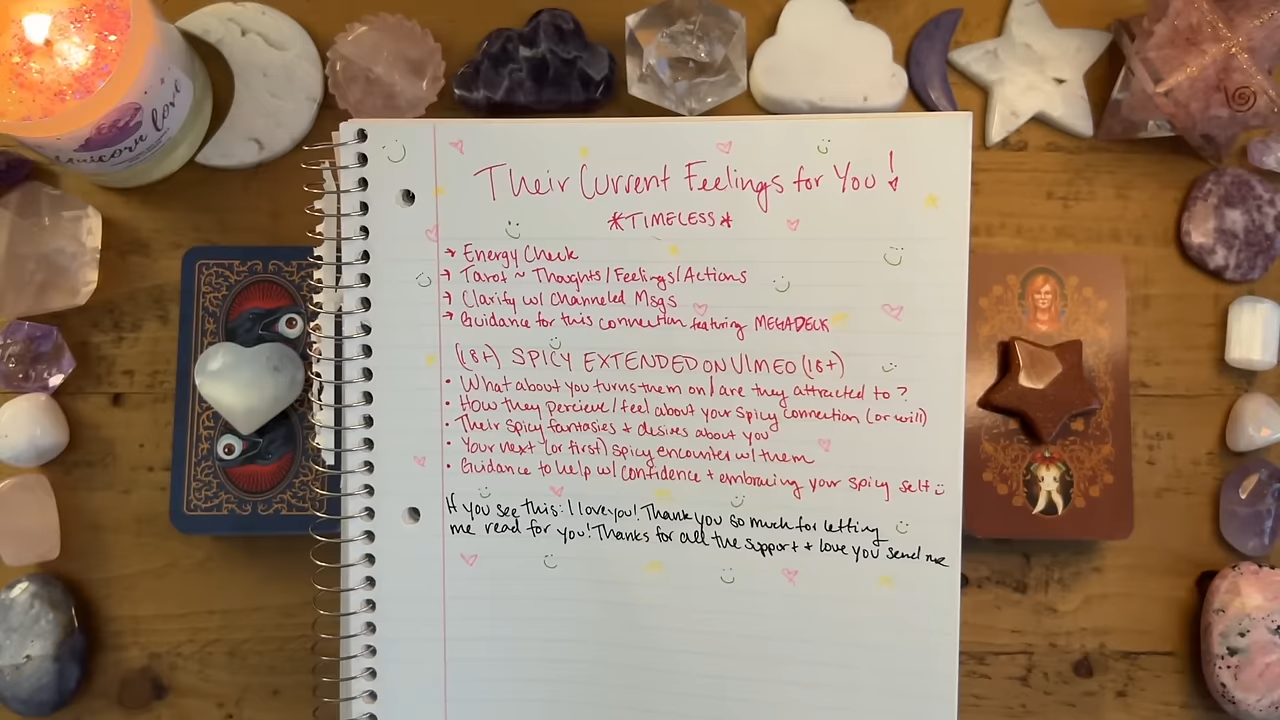 Their Current Feelings for You!
*TIMELESS*
→ Energy Check
→ Tarot ~ Thoughts/Feelings/Actions
→ Clarify w/ channeled Msgs
→ Guidance for this connection featuring MEGADECK
(18+) SPICY EXTENDED ON VIMEO (18+)
• What about you turns them on/are they attracted to?
• How they percieve/feel about your spicy connection (or will)
• Their spicy fantasies + desires about you
• Your next (or first) spicy encounter w/ them
• Guidance to help w/ confidence + embracing your spicy self :)
If you see this: I love you! Thank you so much for letting
me read for you! Thanks for all the support + love you send me
unicorn love